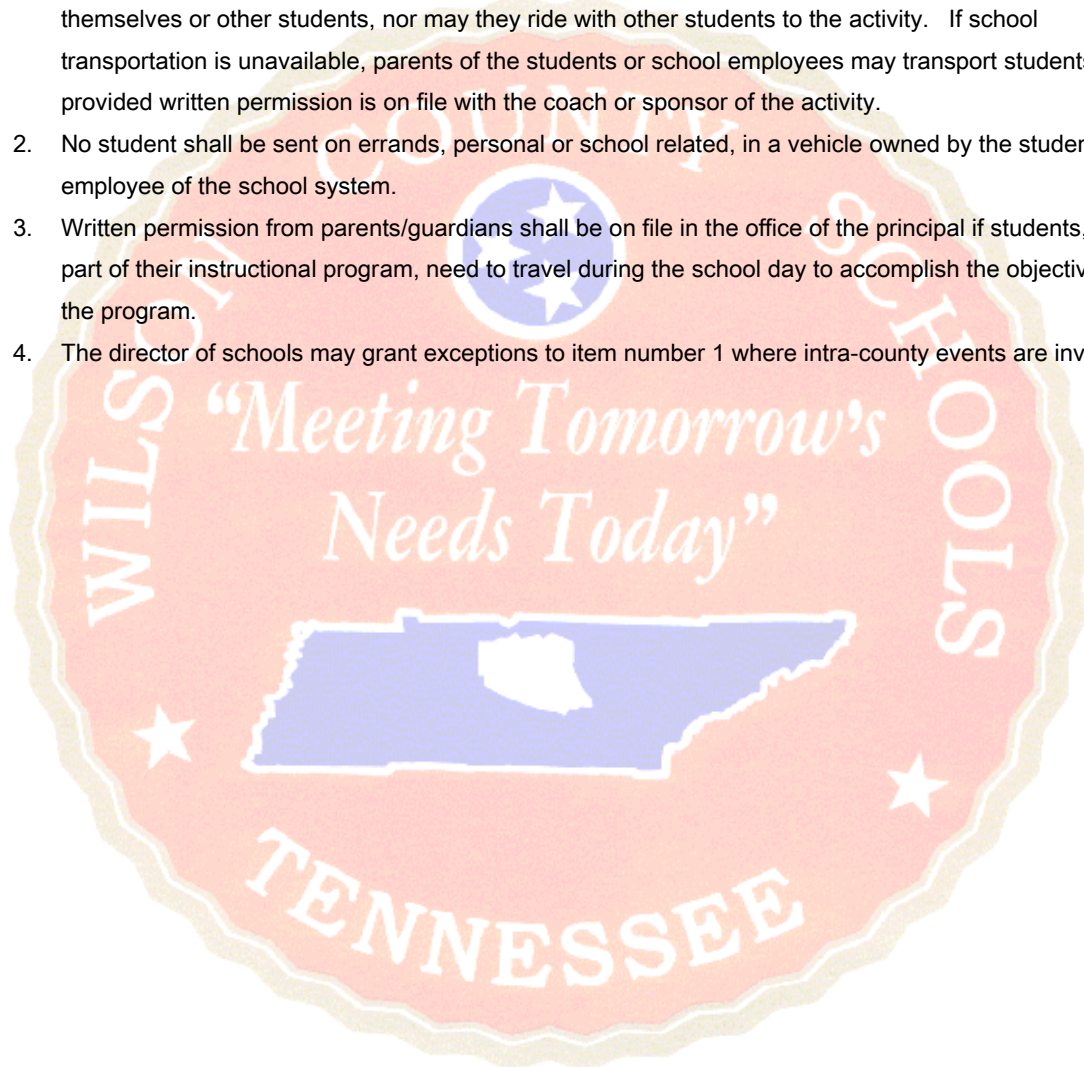 themselves or other students, nor may they ride with other students to the activity. If school
transportation is unavailable, parents of the students or school employees may transport students
provided written permission is on file with the coach or sponsor of the activity.
2. No student shall be sent on errands, personal or school related, in a vehicle owned by the studen
employee of the school system.
3. Written permission from parents/guardians shall be on file in the office of the principal if students,
part of their instructional program, need to travel during the school day to accomplish the objectiv
the program.
4. The director of schools may grant exceptions to item number 1 where intra-county events are inv
WILSON COUNTY SCHOOLS
“Meeting Tomorrow's
Needs Today”
TENNESSEE